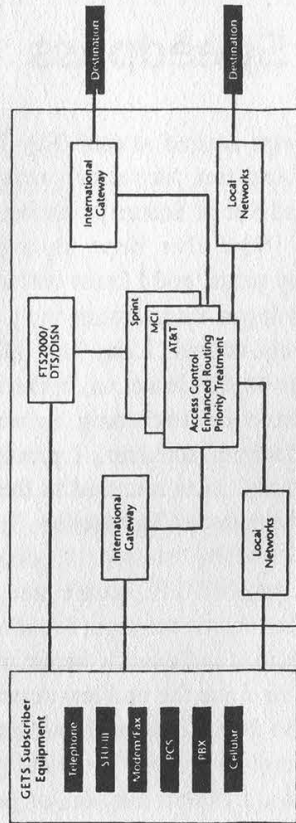 GETS Subscriber
Equipment
Telephone
STU-III
Modem/Fax
PCS
PBX
Cellular
FTS2000/
DTS/DISN
International
Gateway
Local
Networks
Sprint
MCI
AT&T
Access Control
Enhanced Routing
Priority Treatment
International
Gateway
Local
Networks
Destination
Destination